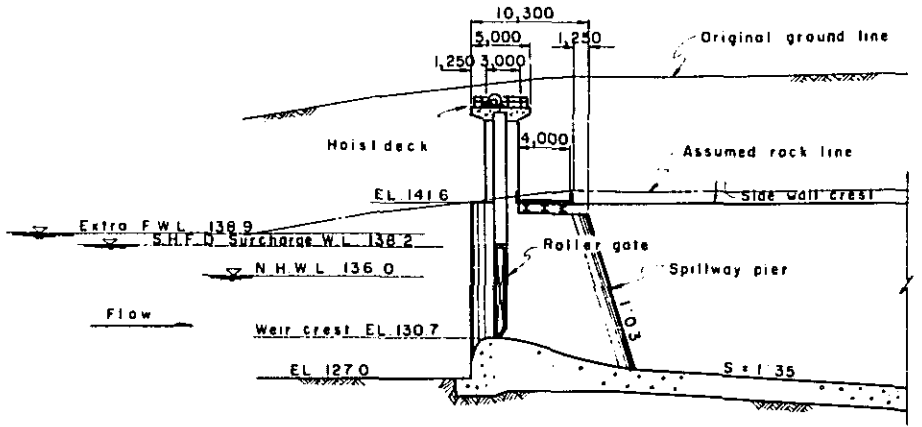 10,300
5,000
1,250
1,250 3,000
Original ground line
Hoist deck
4,000
Assumed rock line
EL 141.6
Side wall crest
Extra F W L 138.9
S.H.F.D Surcharge W.L. 138.2
Roller gate
N H W L 136.0
Spillway pier
Flow
1:0.3
Weir crest EL. 130.7
EL 127.0
S = 1:35